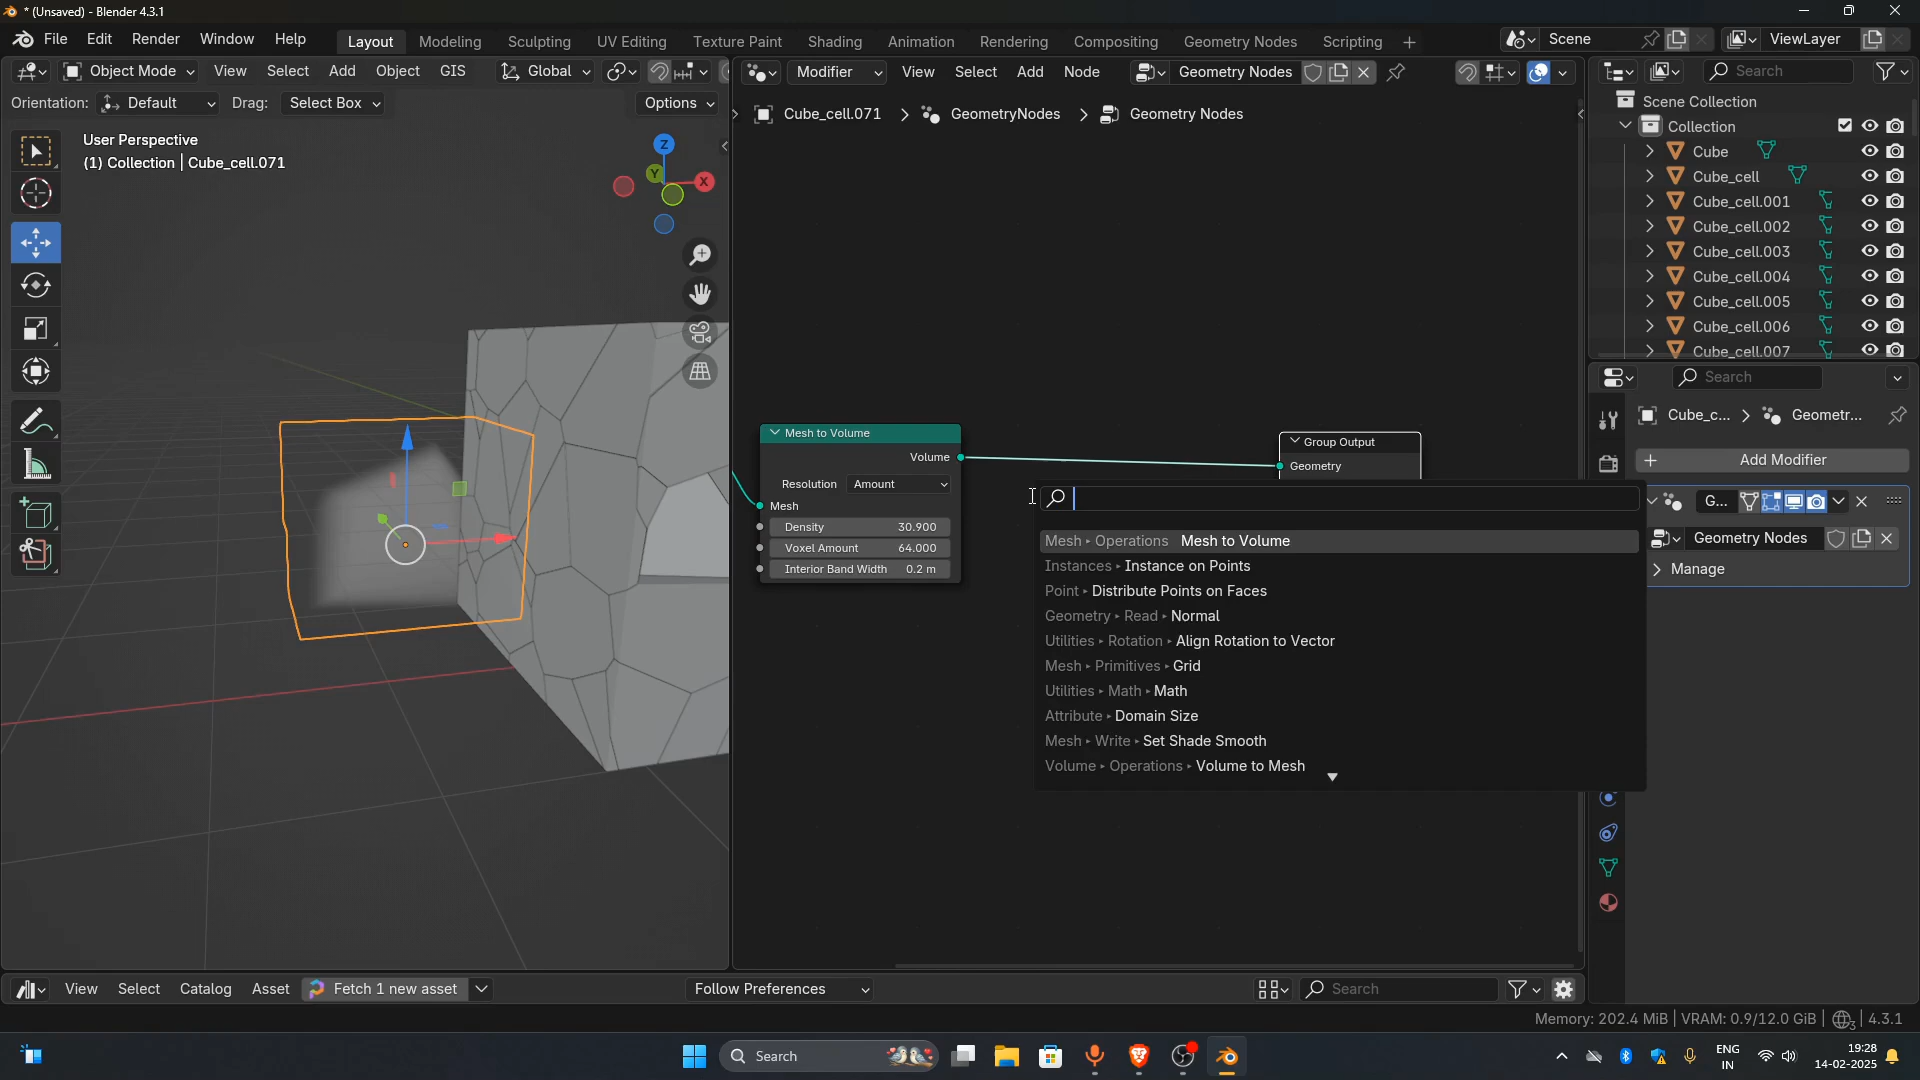 * (Unsaved) - Blender 4.3.1
File Edit Render Window Help Layout Modeling Sculpting UV Editing Texture Paint Shading Animation Rendering Compositing Geometry Nodes Scripting + Scene ViewLayer
Object Mode View Select Add Object GIS Global Modifier View Select Add Node Geometry Nodes Search
Orientation: Default Drag: Select Box Options Cube_cell.071 > GeometryNodes > Geometry Nodes
User Perspective
(1) Collection | Cube_cell.071
Z
Y
X
Scene Collection
Collection
Cube
Cube_cell
Cube_cell.001
Cube_cell.002
Cube_cell.003
Cube_cell.004
Cube_cell.005
Cube_cell.006
Cube_cell.007
Search
Cube_c... > Geometr...
+ Add Modifier
G...
Geometry Nodes
Manage
Mesh to Volume
Volume
Resolution Amount
Mesh
Density 30.900
Voxel Amount 64.000
Interior Band Width 0.2 m
Group Output
Geometry
Mesh ▸ Operations Mesh to Volume
Instances ▸ Instance on Points
Point ▸ Distribute Points on Faces
Geometry ▸ Read ▸ Normal
Utilities ▸ Rotation ▸ Align Rotation to Vector
Mesh ▸ Primitives ▸ Grid
Utilities ▸ Math ▸ Math
Attribute ▸ Domain Size
Mesh ▸ Write ▸ Set Shade Smooth
Volume ▸ Operations ▸ Volume to Mesh
View Select Catalog Asset Fetch 1 new asset Follow Preferences Search
Memory: 202.4 MiB | VRAM: 0.9/12.0 GiB | 3 | 4.3.1
Search
ENG
IN
19:28
14-02-2025